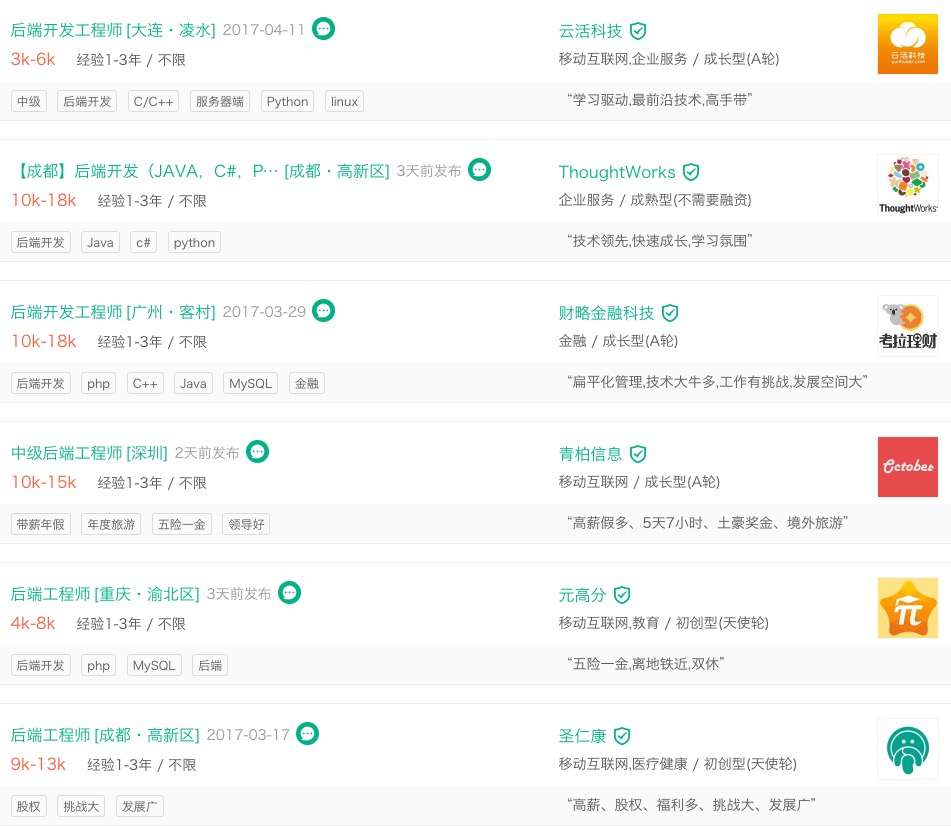 后端开发工程师 [大连·凌水] 2017-04-11
云活科技
3k-6k 经验1-3年 / 不限
移动互联网,企业服务 / 成长型(A轮)
云活科技
yunhuoer.com
中级 后端开发 C/C++ 服务器端 Python linux
“学习驱动,最前沿技术,高手带”
【成都】后端开发（JAVA，C#，P… [成都·高新区] 3天前发布
ThoughtWorks
10k-18k 经验1-3年 / 不限
企业服务 / 成熟型(不需要融资)
ThoughtWorks®
后端开发 Java c# python
“技术领先,快速成长,学习氛围”
后端开发工程师 [广州·客村] 2017-03-29
财略金融科技
10k-18k 经验1-3年 / 不限
金融 / 成长型(A轮)
考拉理财
后端开发 php C++ Java MySQL 金融
“扁平化管理,技术大牛多,工作有挑战,发展空间大”
中级后端工程师 [深圳] 2天前发布
青柏信息
10k-15k 经验1-3年 / 不限
移动互联网 / 成长型(A轮)
October
带薪年假 年度旅游 五险一金 领导好
“高薪假多、5天7小时、土豪奖金、境外旅游”
后端工程师 [重庆·渝北区] 3天前发布
元高分
4k-8k 经验1-3年 / 不限
移动互联网,教育 / 初创型(天使轮)
π
后端开发 php MySQL 后端
“五险一金,离地铁近,双休”
后端工程师 [成都·高新区] 2017-03-17
圣仁康
9k-13k 经验1-3年 / 不限
移动互联网,医疗健康 / 初创型(天使轮)
股权 挑战大 发展广
“高薪、股权、福利多、挑战大、发展广”